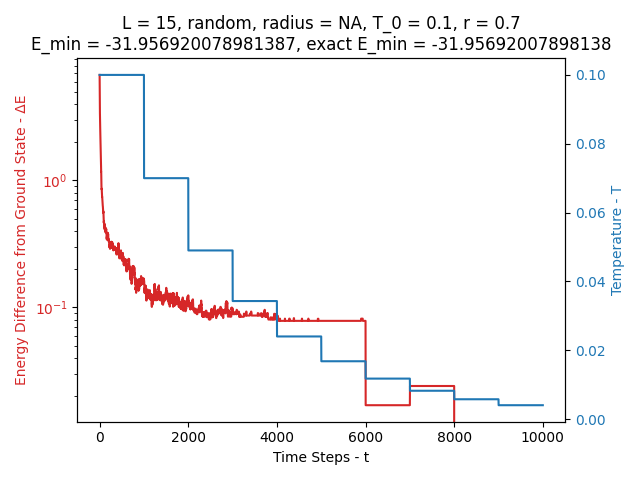 L = 15, random, radius = NA, T_0 = 0.1, r = 0.7
E_min = -31.956920078981387, exact E_min = -31.95692007898138
Energy Difference from Ground State - ΔE
10⁰
10⁻¹
0
2000
4000
6000
8000
10000
Time Steps - t
0.10
0.08
0.06
0.04
0.02
0.00
Temperature - T